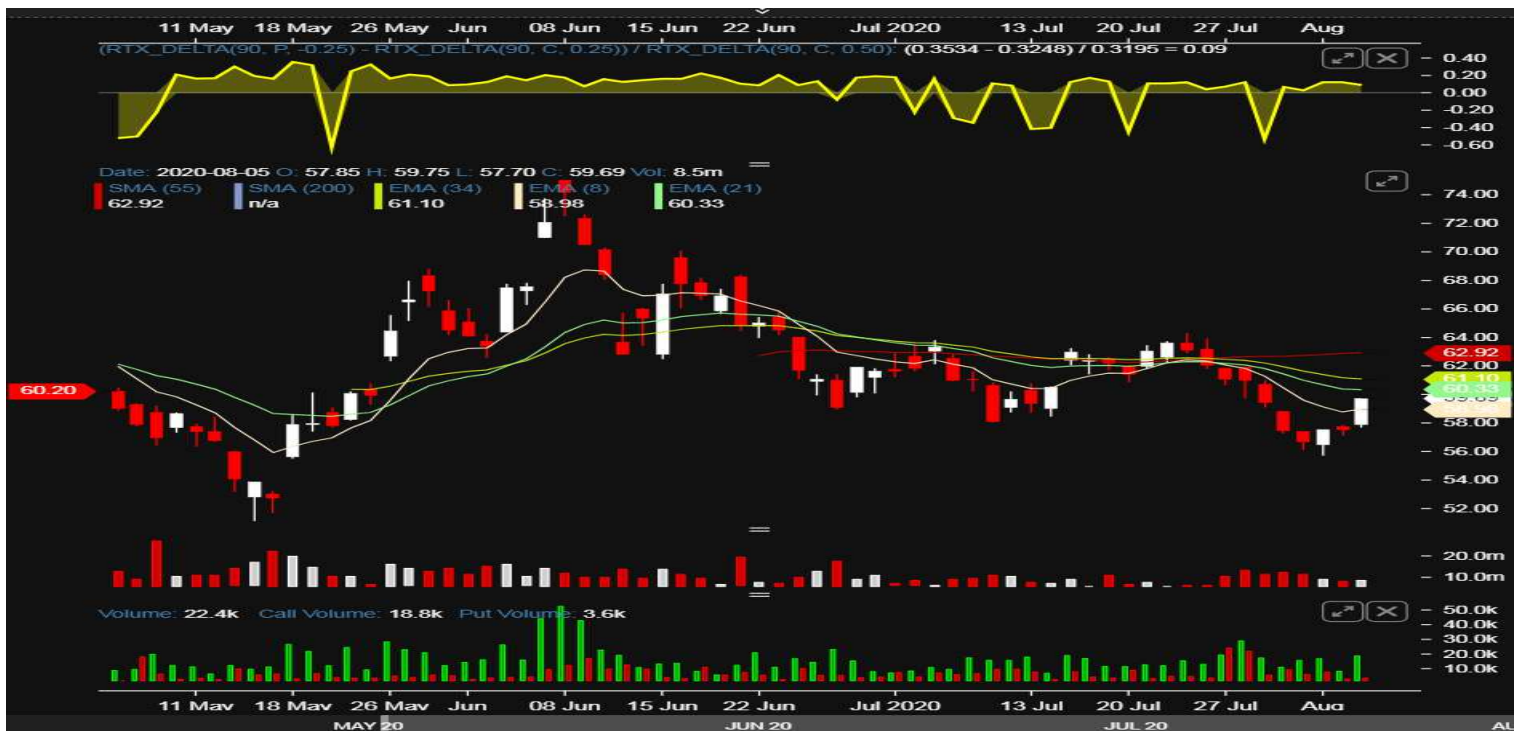 11 May 18 May 26 May Jun 08 Jun 15 Jun 22 Jun Jul 2020 13 Jul 20 Jul 27 Jul Aug
(RTX_DELTA(90, P, -0.25) - RTX_DELTA(90, C, 0.25)) / RTX_DELTA(90, C, 0.50): (0.3534 - 0.3248) / 0.3195 = 0.09
0.40
0.20
0.00
-0.20
-0.40
-0.60
Date: 2020-08-05 O: 57.85 H: 59.75 L: 57.70 C: 59.69 Vol: 8.5m
SMA (55) SMA (200) EMA (34) EMA (8) EMA (21)
62.92 n/a 61.10 58.98 60.33
74.00
72.00
70.00
68.00
66.00
64.00
62.92
62.00
61.10
60.33
60.20
59.69
58.98
58.00
56.00
54.00
52.00
20.0m
10.0m
Volume: 22.4k Call Volume: 18.8k Put Volume: 3.6k
50.0k
40.0k
30.0k
20.0k
10.0k
11 May 18 May 26 May Jun 08 Jun 15 Jun 22 Jun Jul 2020 13 Jul 20 Jul 27 Jul Aug
MAY 20 JUN 20 JUL 20 AU